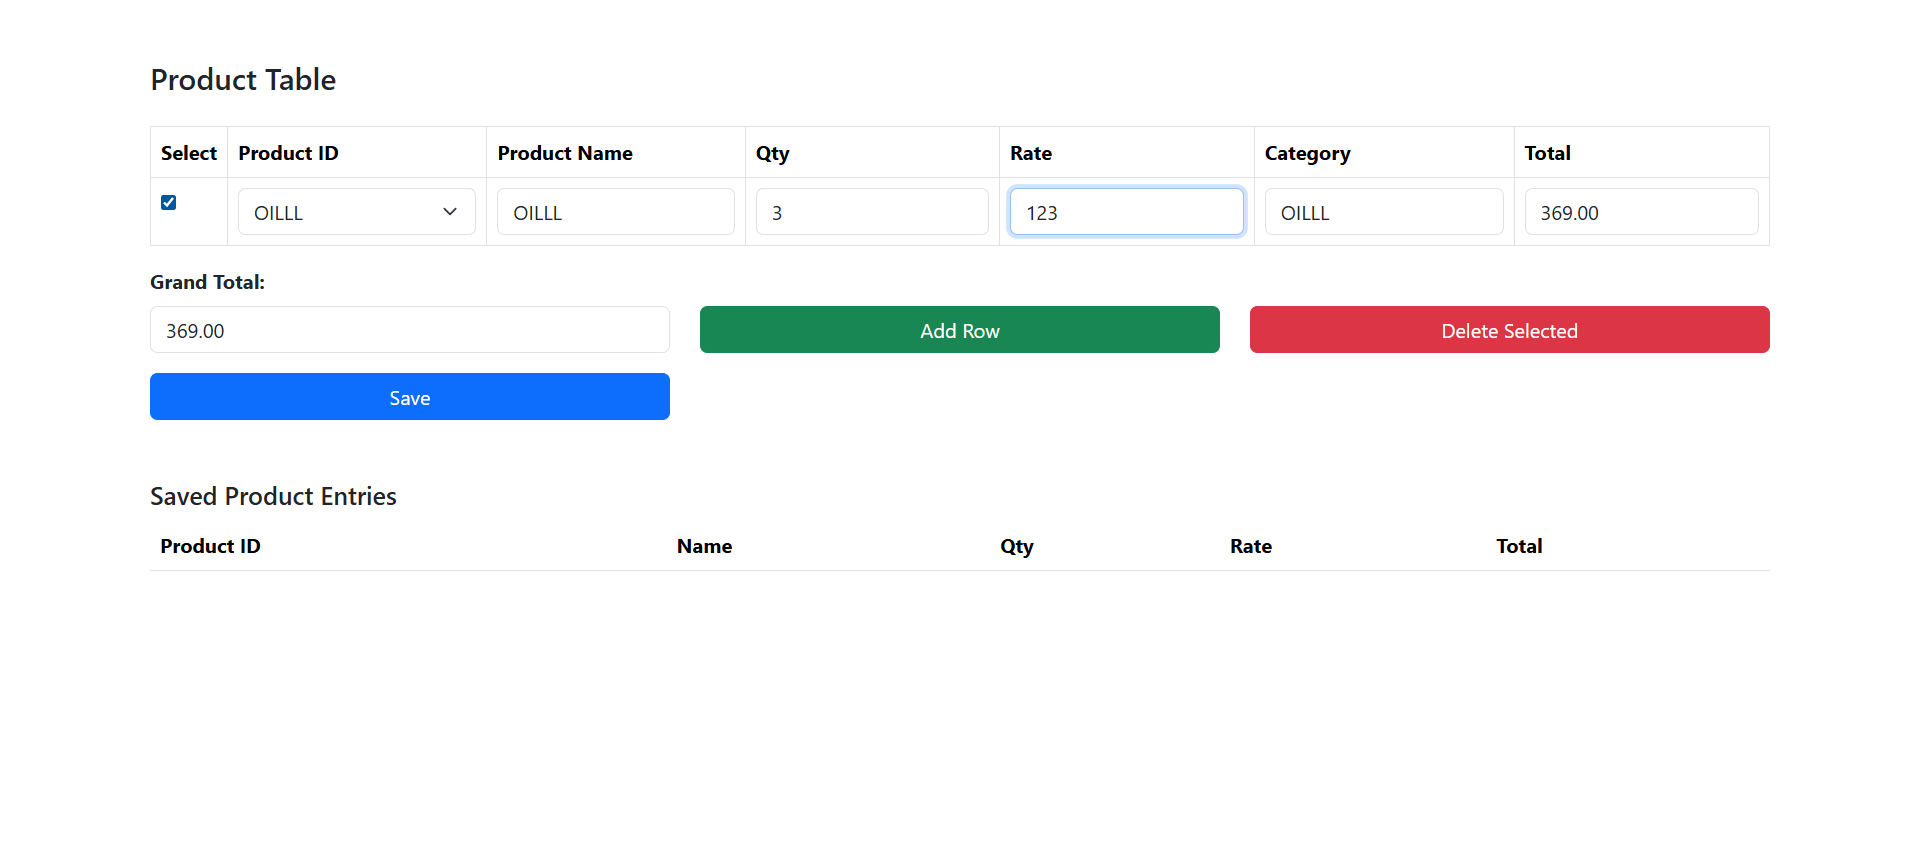 Product Table
Select Product ID Product Name Qty Rate Category Total
OILLL OILLL 3 123 OILLL 369.00
Grand Total:
369.00 Add Row Delete Selected
Save
Saved Product Entries
Product ID Name Qty Rate Total